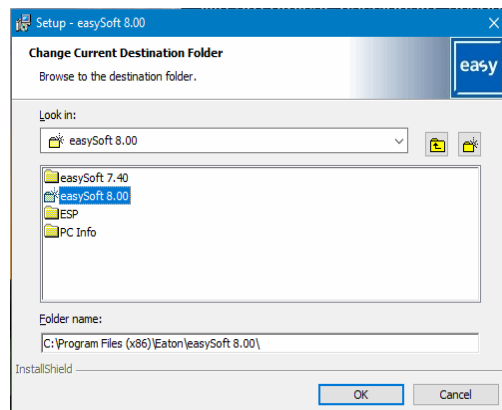 Setup - easySoft 8.00
Change Current Destination Folder
Browse to the destination folder.
easy
Look in:
easySoft 8.00
easySoft 7.40
easySoft 8.00
ESP
PC Info
Folder name:
C:\Program Files (x86)\Eaton\easySoft 8.00\
InstallShield
OK Cancel